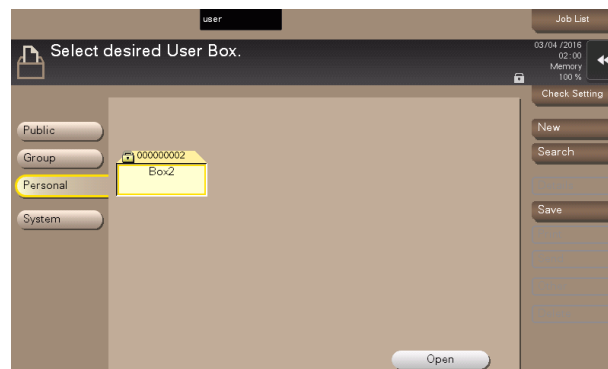 user
Job List
Select desired User Box.
03/04 /2016
02:00
Memory
100 %
Check Setting
Public
New
Group
000000002
Search
Box2
Personal
System
Save
Open